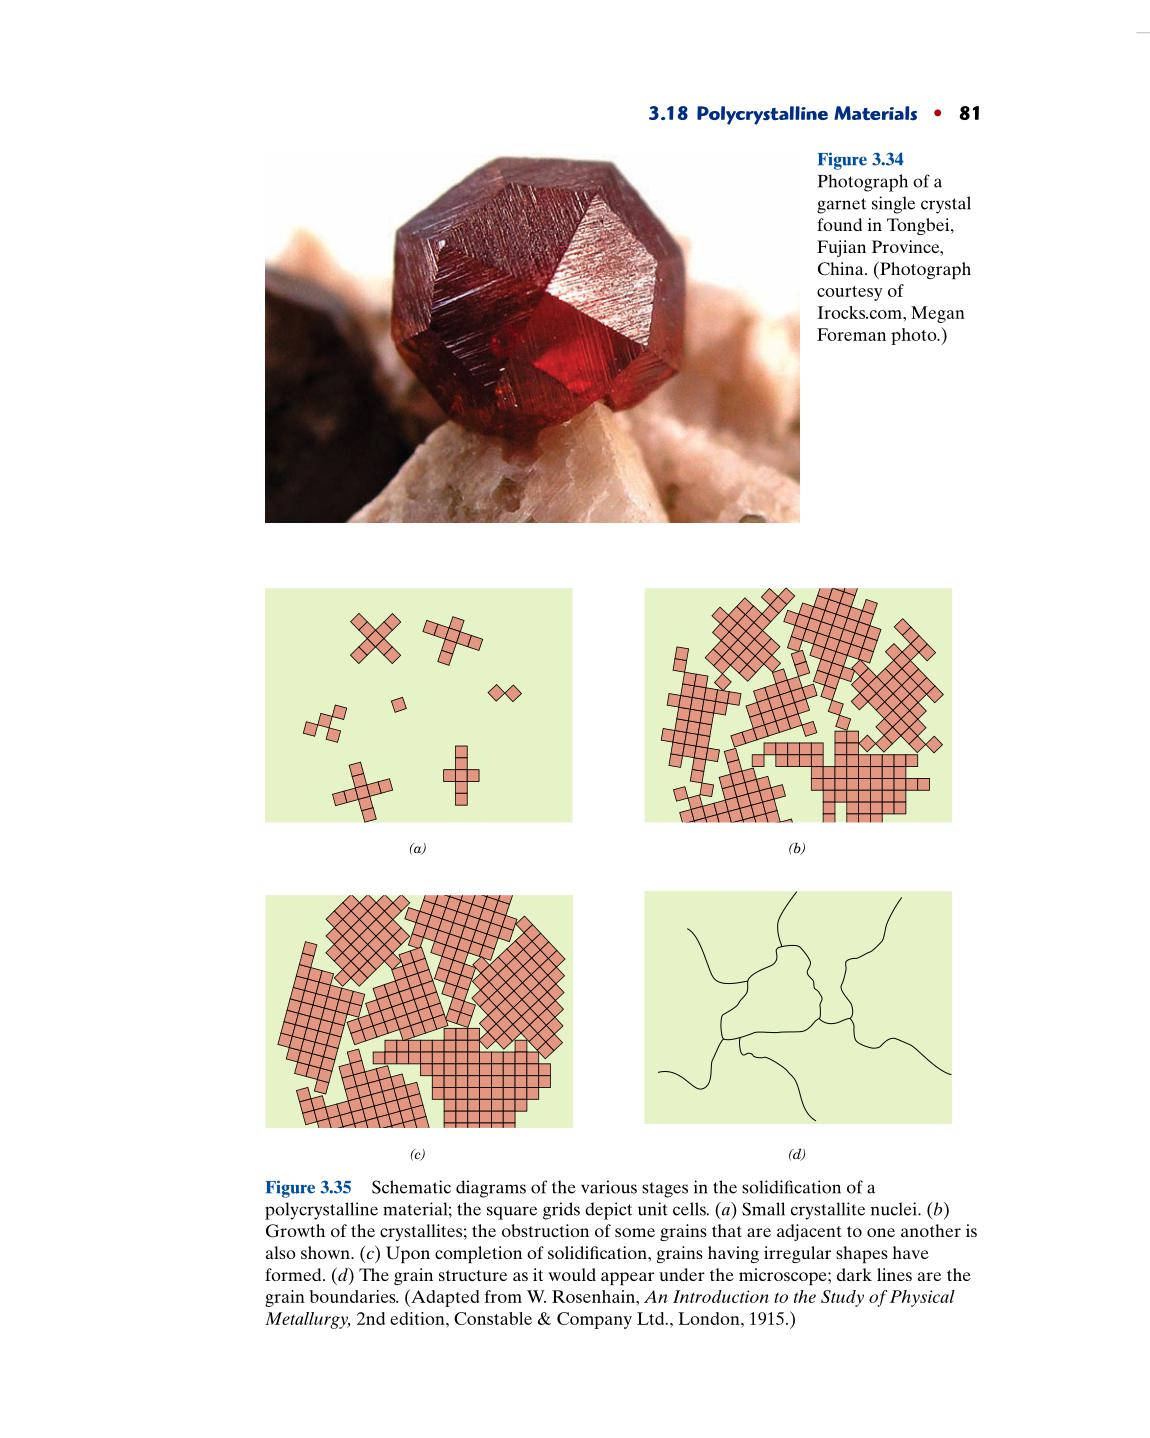 3.18 Polycrystalline Materials • 81
Figure 3.34
Photograph of a
garnet single crystal
found in Tongbei,
Fujian Province,
China. (Photograph
courtesy of
Irocks.com, Megan
Foreman photo.)
(a)
(b)
(c)
(d)
Figure 3.35 Schematic diagrams of the various stages in the solidification of a
polycrystalline material; the square grids depict unit cells. (a) Small crystallite nuclei. (b)
Growth of the crystallites; the obstruction of some grains that are adjacent to one another is
also shown. (c) Upon completion of solidification, grains having irregular shapes have
formed. (d) The grain structure as it would appear under the microscope; dark lines are the
grain boundaries. (Adapted from W. Rosenhain, An Introduction to the Study of Physical
Metallurgy, 2nd edition, Constable & Company Ltd., London, 1915.)